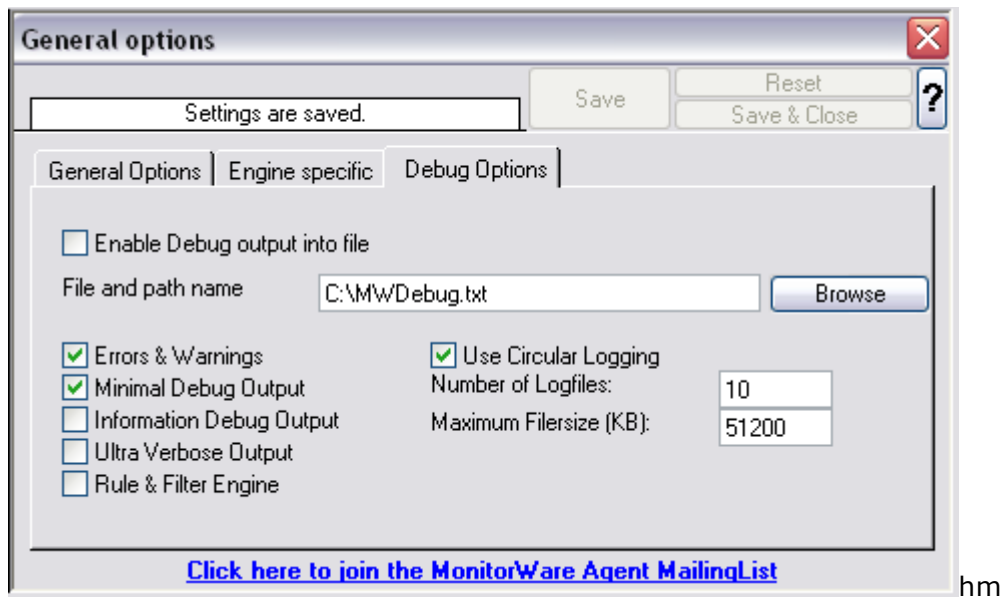 General options
Settings are saved.
Save
Reset
Save & Close
?
General Options
Engine specific
Debug Options
Enable Debug output into file
File and path name
C:\MWDebug.txt
Browse
Errors & Warnings
Minimal Debug Output
Information Debug Output
Ultra Verbose Output
Rule & Filter Engine
Use Circular Logging
Number of Logfiles:
10
Maximum Filersize (KB):
51200
Click here to join the MonitorWare Agent MailingList
hm